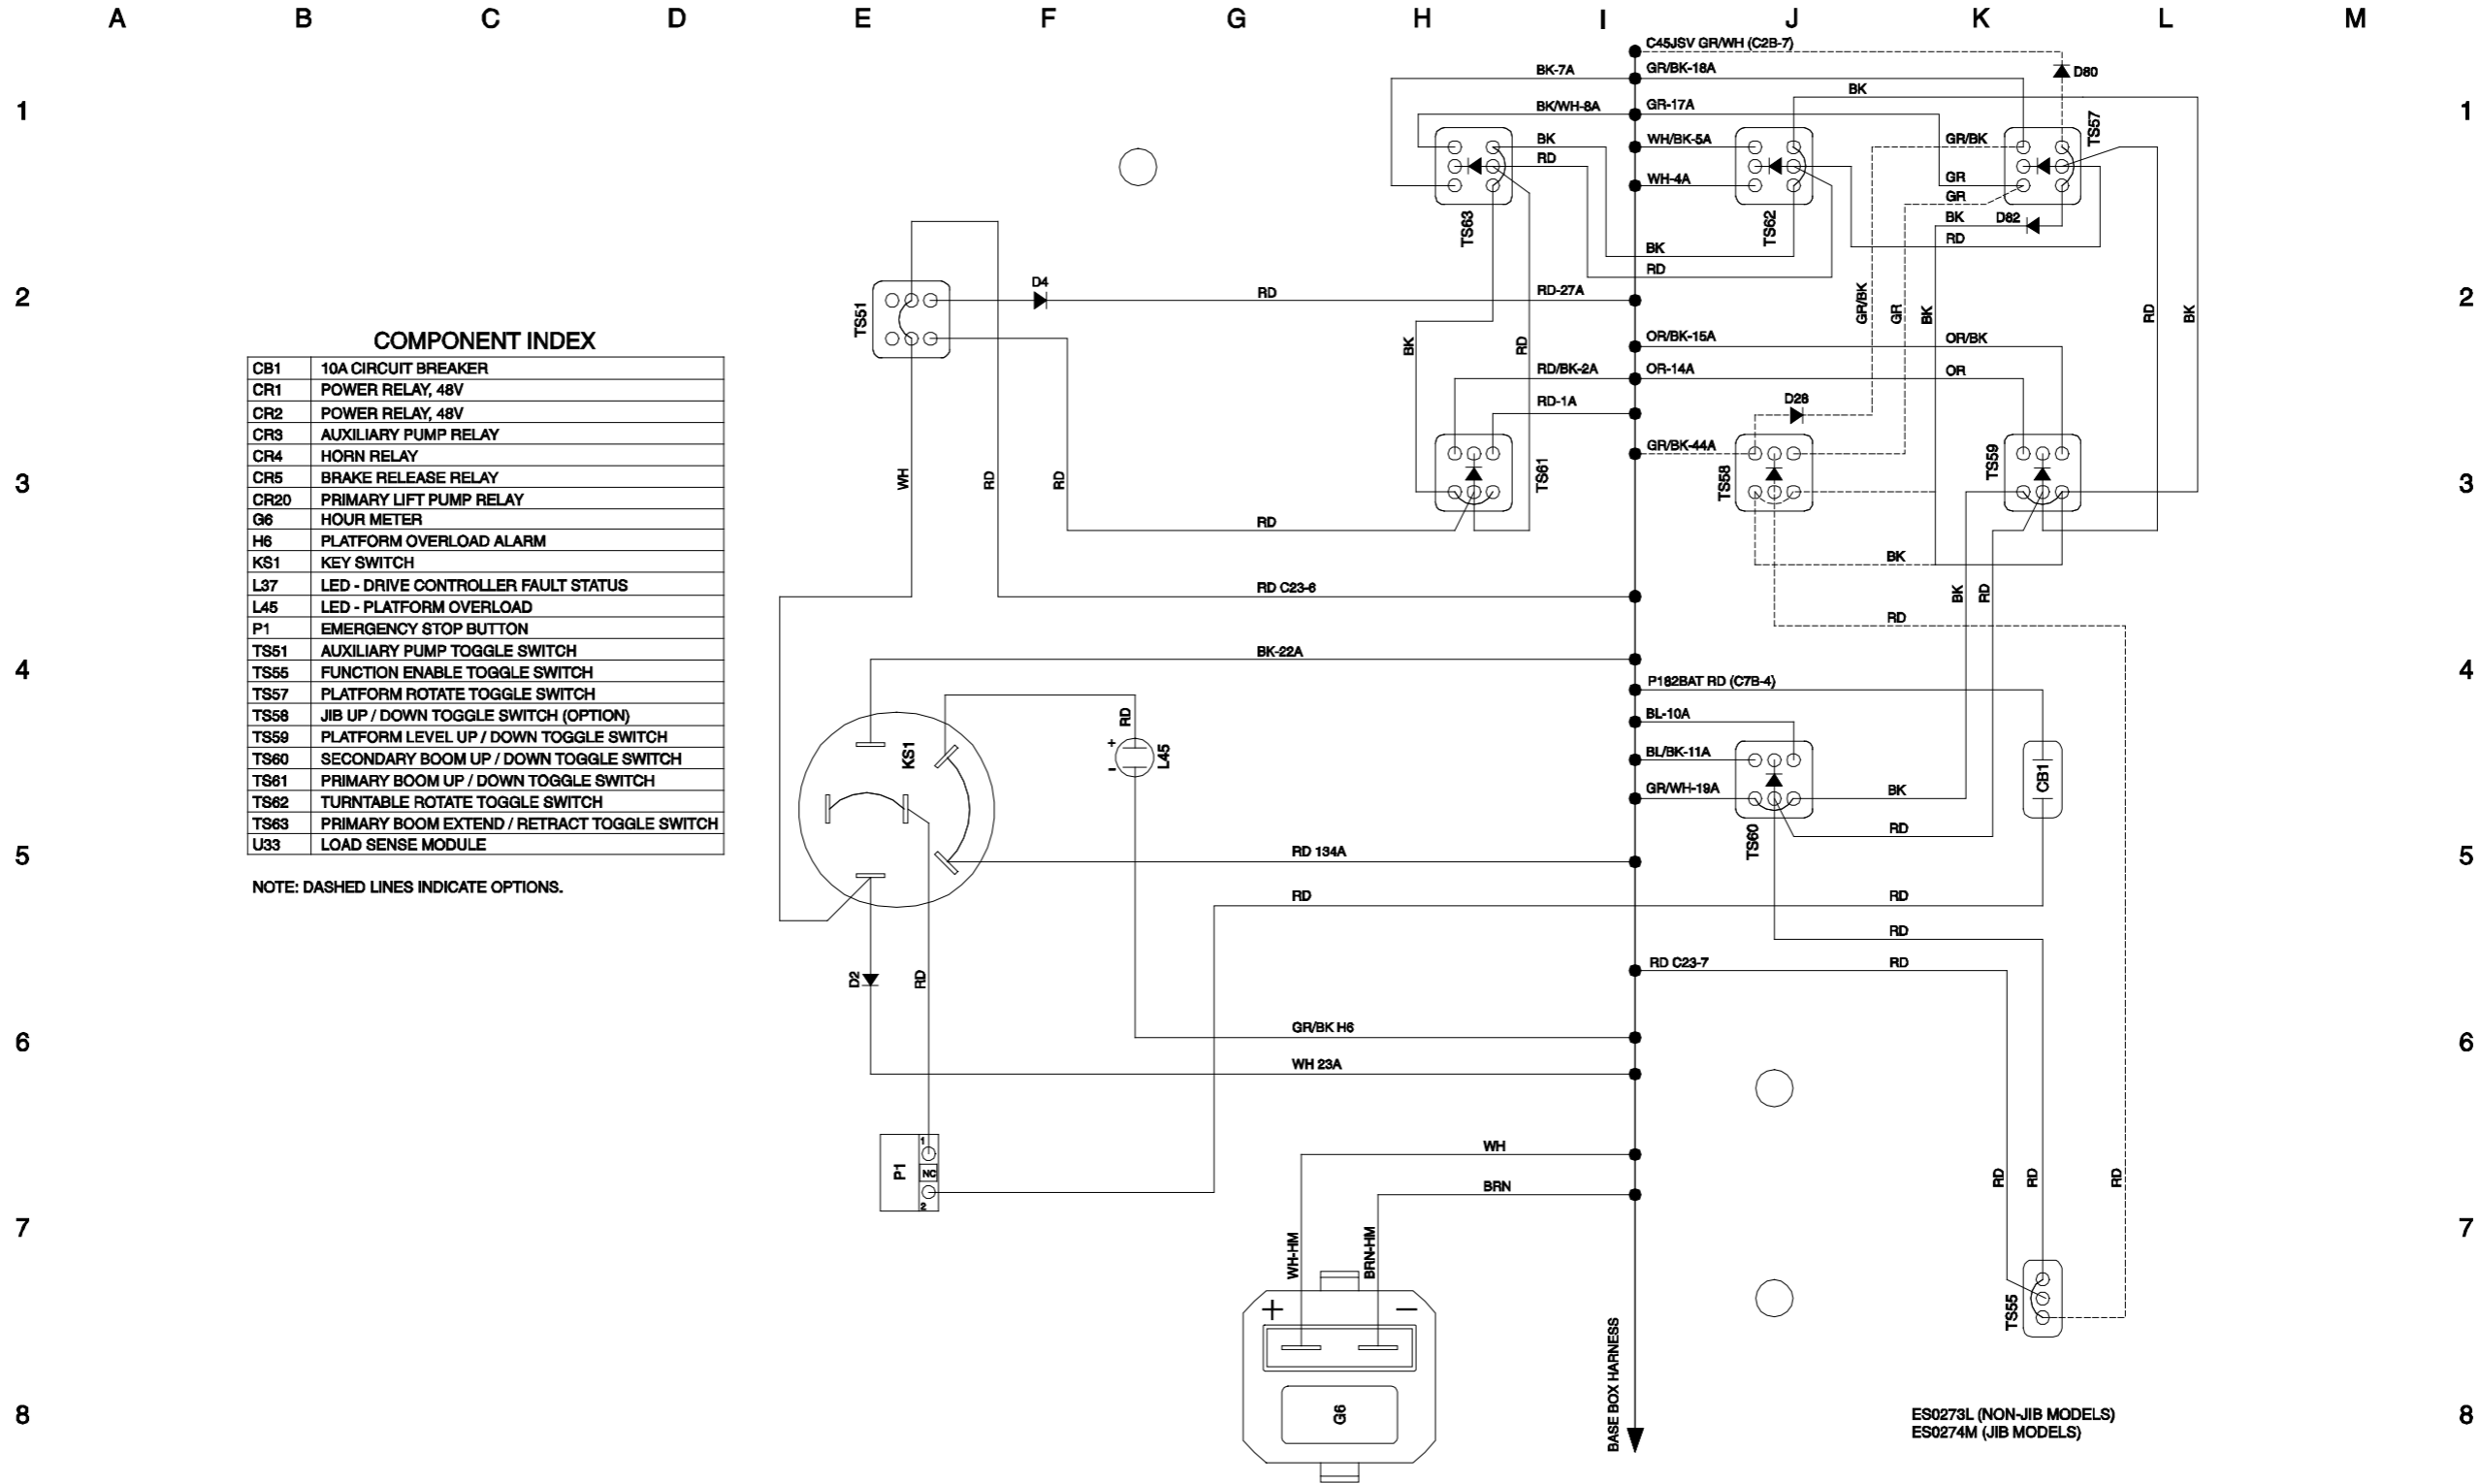 A B C D E F G H I J K L M
1 1
2 2
3 3
4 4
5 5
6 6
7 7
8 8
COMPONENT INDEX
CB1 10A CIRCUIT BREAKER
CR1 POWER RELAY, 48V
CR2 POWER RELAY, 48V
CR3 AUXILIARY PUMP RELAY
CR4 HORN RELAY
CR5 BRAKE RELEASE RELAY
CR20 PRIMARY LIFT PUMP RELAY
G6 HOUR METER
H6 PLATFORM OVERLOAD ALARM
KS1 KEY SWITCH
L37 LED - DRIVE CONTROLLER FAULT STATUS
L45 LED - PLATFORM OVERLOAD
P1 EMERGENCY STOP BUTTON
TS51 AUXILIARY PUMP TOGGLE SWITCH
TS55 FUNCTION ENABLE TOGGLE SWITCH
TS57 PLATFORM ROTATE TOGGLE SWITCH
TS58 JIB UP / DOWN TOGGLE SWITCH (OPTION)
TS59 PLATFORM LEVEL UP / DOWN TOGGLE SWITCH
TS60 SECONDARY BOOM UP / DOWN TOGGLE SWITCH
TS61 PRIMARY BOOM UP / DOWN TOGGLE SWITCH
TS62 TURNTABLE ROTATE TOGGLE SWITCH
TS63 PRIMARY BOOM EXTEND / RETRACT TOGGLE SWITCH
U33 LOAD SENSE MODULE
NOTE: DASHED LINES INDICATE OPTIONS.
C45JSV GR/WH (C2B-7)
BK-7A
GR/BK-18A
D80
BK
BK/WH-8A
GR-17A
TS57
BK
WH/BK-5A
GR/BK
RD
WH-4A
GR
GR
TS63
TS62
BK
D82
BK
RD
RD
D4
TS51
RD
RD-27A
GR/BK
GR
BK
RD
BK
BK
RD
OR/BK-15A
OR/BK
RD/BK-2A
OR-14A
OR
RD-1A
D28
GR/BK-44A
TS61
TS58
TS59
WH
RD
RD
RD
BK
RD C23-6
BK
RD
RD
BK-22A
P182BAT RD (C7B-4)
RD
BL-10A
KS1
+
-
L45
BL/BK-11A
CB1
GR/WH-19A
BK
RD
TS60
RD 134A
RD
RD
RD
D2
RD
RD C23-7
RD
GR/BK H6
WH 23A
P1
1
NC
2
WH
BRN
RD
RD
RD
WH-HM
BRN-HM
+
−
G6
TS55
BASE BOX HARNESS
ES0273L (NON-JIB MODELS)
ES0274M (JIB MODELS)